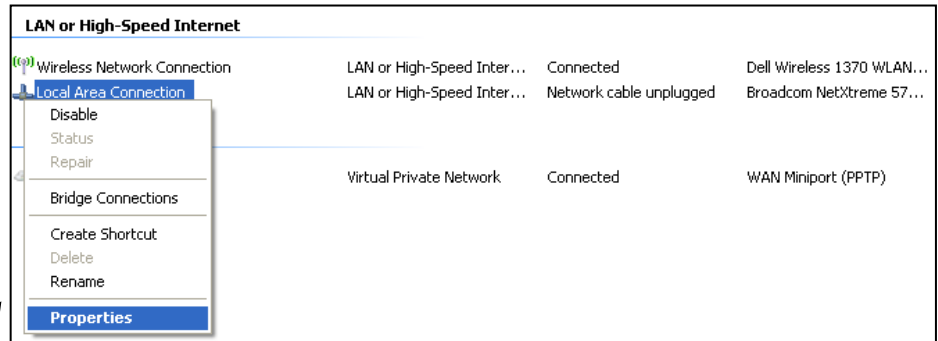 LAN or High-Speed Internet
Wireless Network Connection LAN or High-Speed Inter... Connected Dell Wireless 1370 WLAN...
Local Area Connection LAN or High-Speed Inter... Network cable unplugged Broadcom NetXtreme 57...
Disable
Status
Repair
Virtual Private Network Connected WAN Miniport (PPTP)
Bridge Connections
Create Shortcut
Delete
Rename
Properties